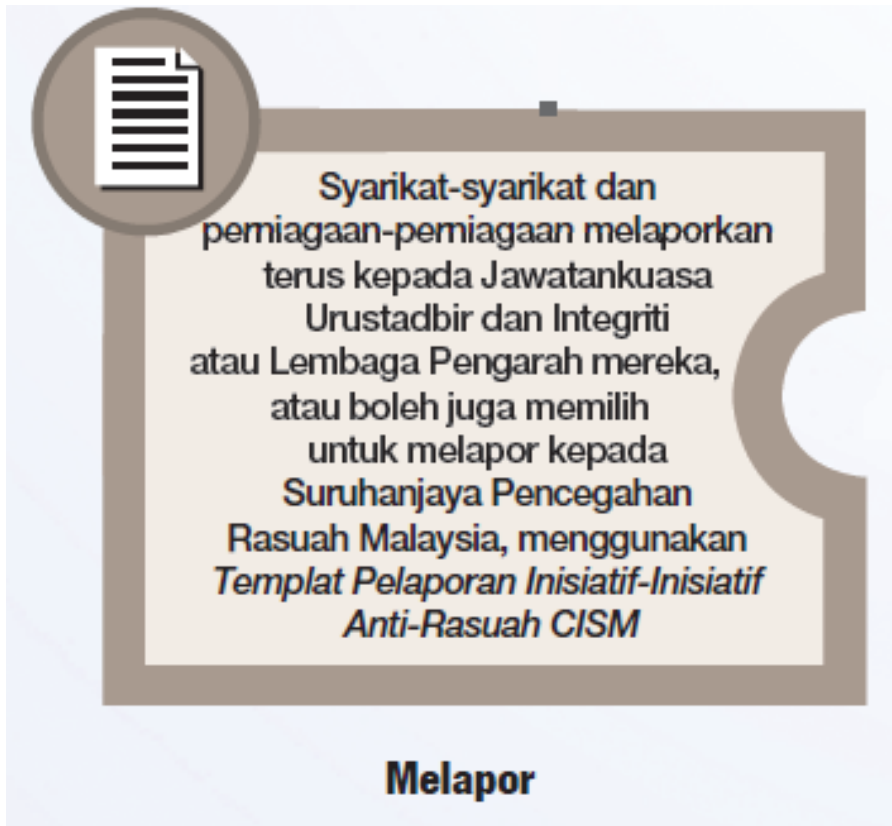 Syarikat-syarikat dan
perniagaan-perniagaan melaporkan
terus kepada Jawatankuasa
Urustadbir dan Integriti
atau Lembaga Pengarah mereka,
atau boleh juga memilih
untuk melapor kepada
Suruhanjaya Pencegahan
Rasuah Malaysia, menggunakan
Templat Pelaporan Inisiatif-Inisiatif
Anti-Rasuah CISM
Melapor